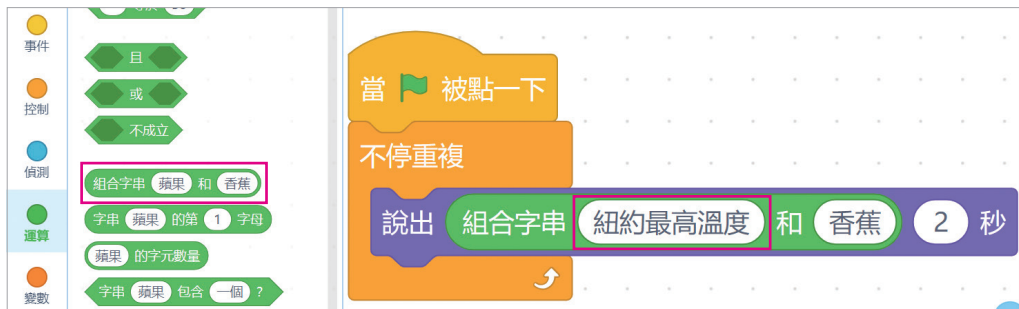 事件
控制
偵測
運算
變數
且
或
不成立
組合字串 蘋果 和 香蕉
字串 蘋果 的第 1 字母
蘋果 的字元數量
字串 蘋果 包含 一個 ?
當 被點一下
不停重複
說出 組合字串 紐約最高溫度 和 香蕉 2 秒